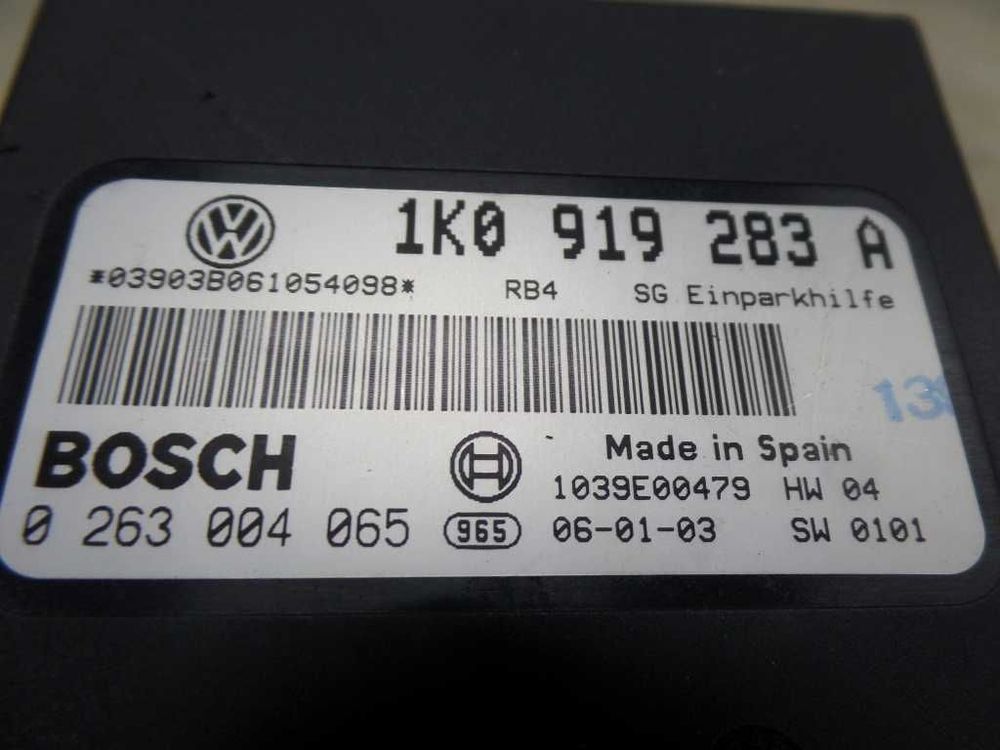 1K0 919 283 A
*03903B061054098* RB4 SG Einparkhilfe
BOSCH
Made in Spain
1039E00479 HW 04
0 263 004 065 965 06-01-03 SW 0101